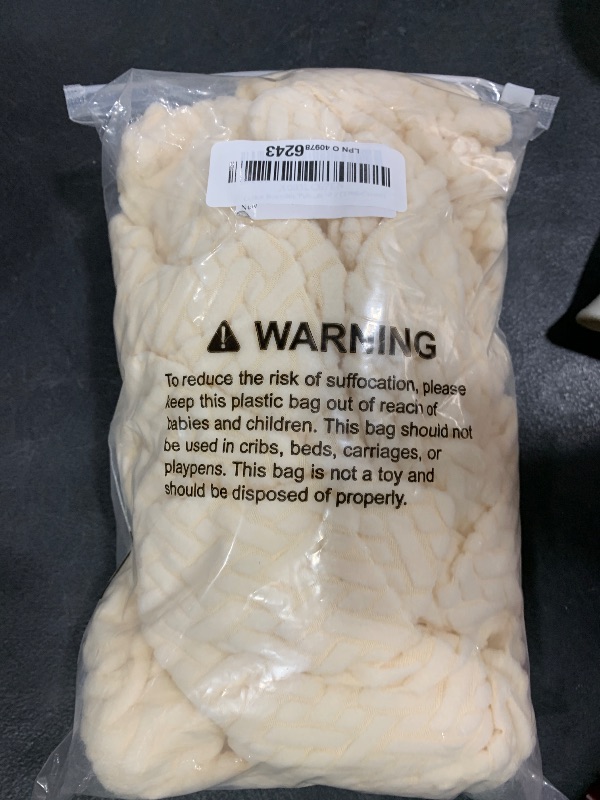 LPN O 40978 6243
WARNING
To reduce the risk of suffocation, please
keep this plastic bag out of reach of
babies and children. This bag should not
be used in cribs, beds, carriages, or
playpens. This bag is not a toy and
should be disposed of properly.